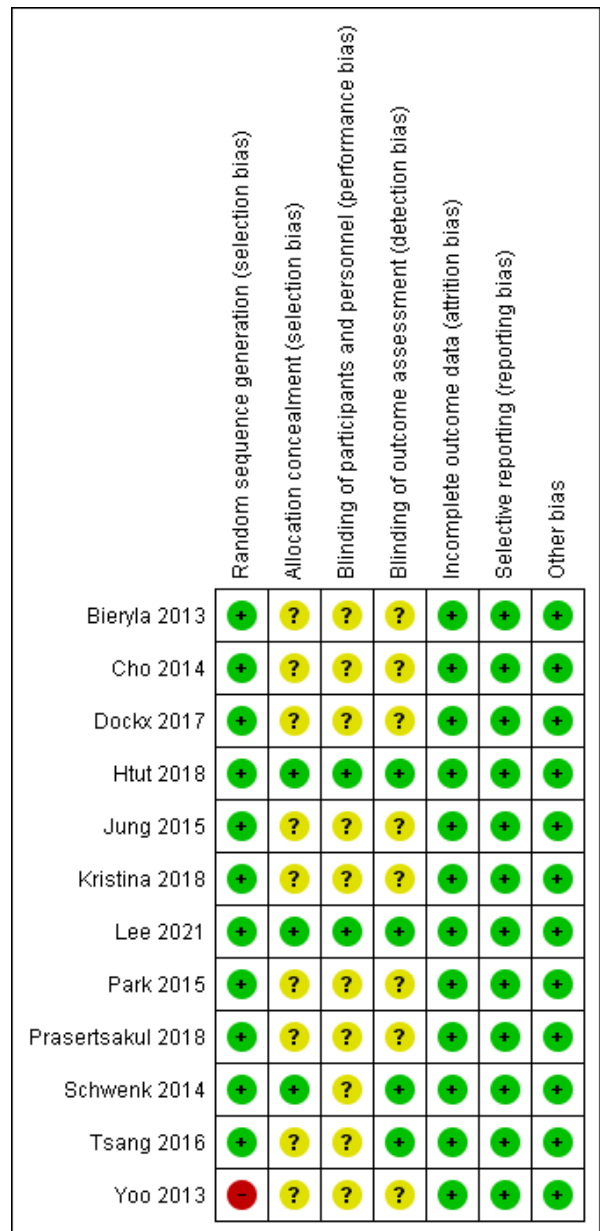 Random sequence generation (selection bias)
Allocation concealment (selection bias)
Blinding of participants and personnel (performance bias)
Blinding of outcome assessment (detection bias)
Incomplete outcome data (attrition bias)
Selective reporting (reporting bias)
Other bias
Bieryla 2013 + ? ? ? + + +
Cho 2014 + ? ? ? + + +
Dockx 2017 + ? ? ? + + +
Htut 2018 + + + + + + +
Jung 2015 + ? ? ? + + +
Kristina 2018 + ? ? ? + + +
Lee 2021 + + + + + + +
Park 2015 + ? ? ? + + +
Prasertsakul 2018 + ? ? ? + + +
Schwenk 2014 + + ? + + + +
Tsang 2016 + ? ? + + + +
Yoo 2013 - ? ? ? + + +